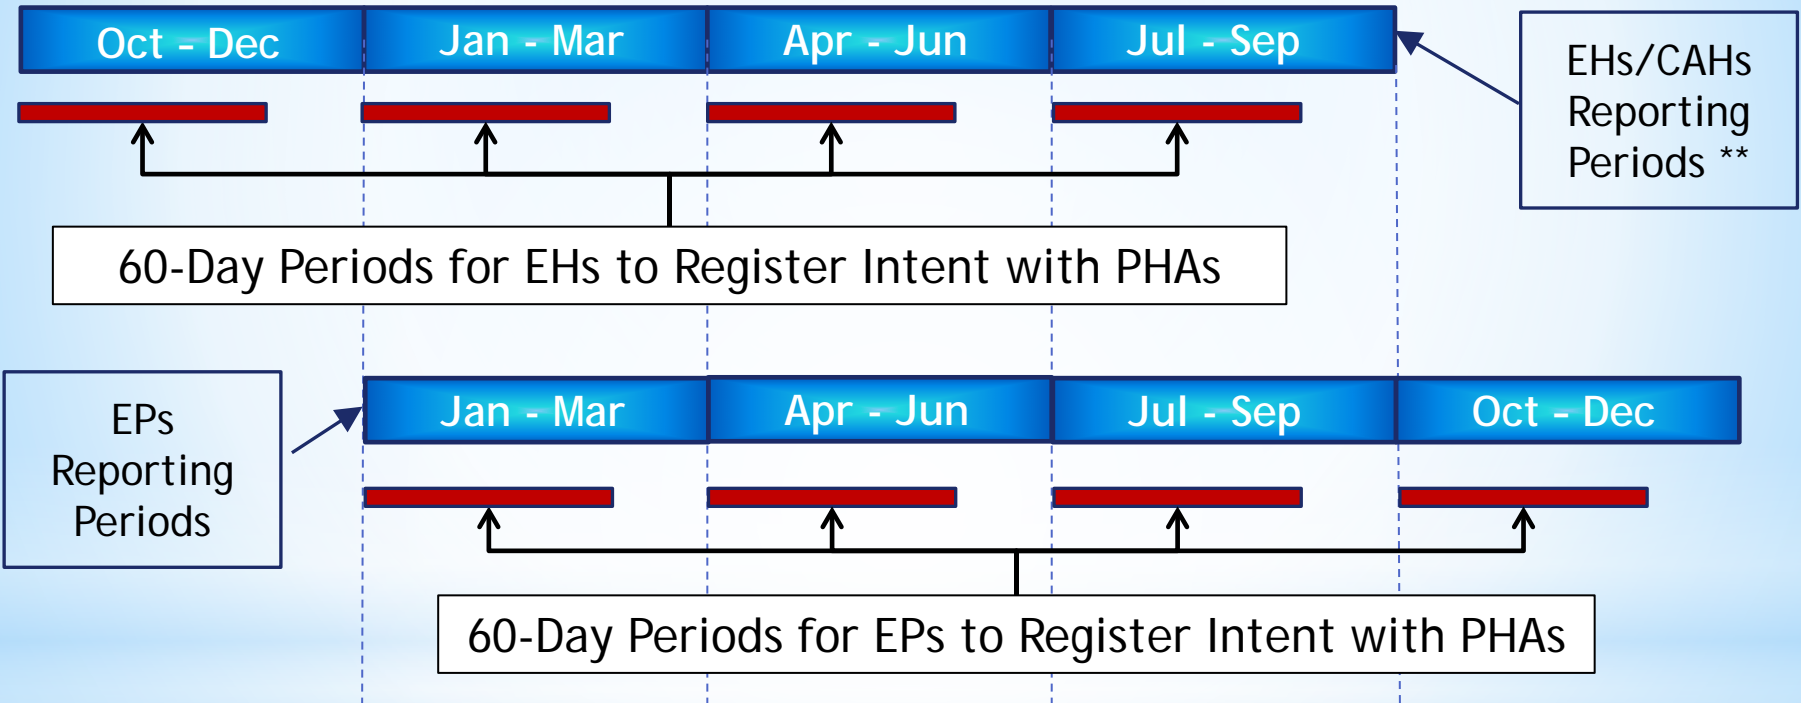 Oct – Dec
Jan - Mar
Apr - Jun
Jul - Sep
EHs/CAHs
Reporting
Periods **
60-Day Periods for EHs to Register Intent with PHAs
EPs
Reporting
Periods
Jan - Mar
Apr - Jun
Jul - Sep
Oct – Dec
60-Day Periods for EPs to Register Intent with PHAs